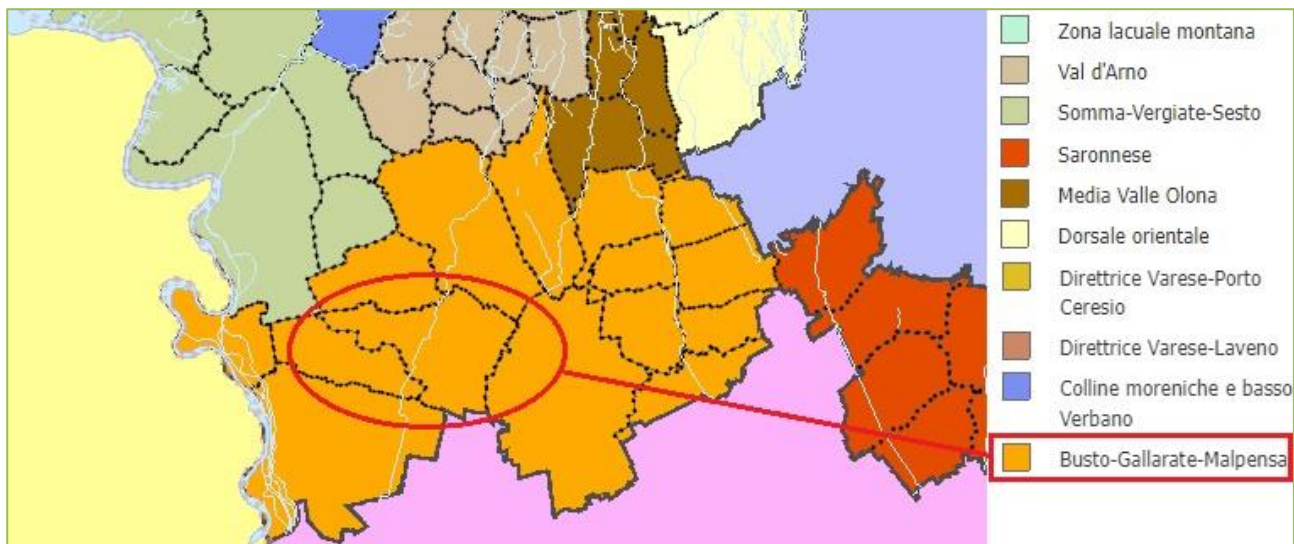 Zona lacuale montana
Val d'Arno
Somma-Vergiate-Sesto
Saronnese
Media Valle Olona
Dorsale orientale
Direttrice Varese-Porto
Ceresio
Direttrice Varese-Laveno
Colline moreniche e basso
Verbano
Busto-Gallarate-Malpensa